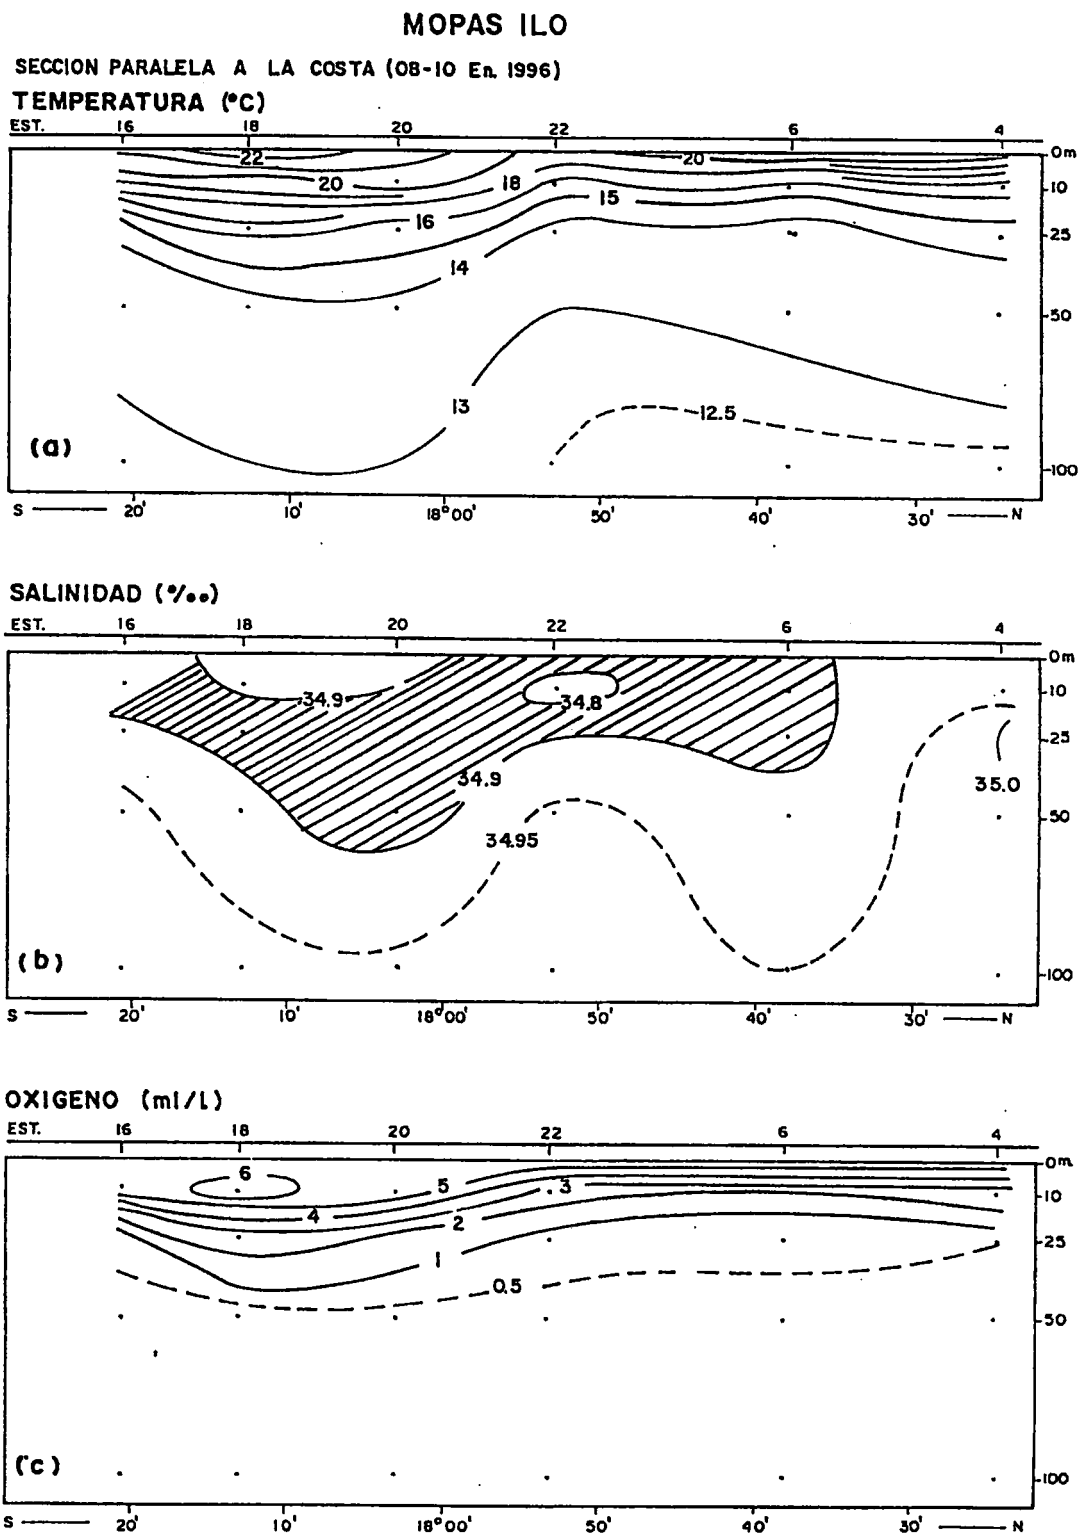 MOPAS ILO
SECCION PARALELA A LA COSTA (08-10 En. 1996)
TEMPERATURA (°C)
EST. 16 18 20 22 6 4
0m
22 20
20 18 10
15
16
25
14
50
13 12.5
(a)
100
S 20' 10' 18°00' 50' 40' 30' N
SALINIDAD (°/oo)
EST. 16 18 20 22 6 4
0m
34.9 34.8 10
25
34.9 35.0
50
34.95
(b)
100
S 20' 10' 18°00' 50' 40' 30' N
OXIGENO (ml/L)
EST. 16 18 20 22 6 4
0m.
6 5 3
10
4 2
25
1
0.5
50
(c)
100
S 20' 10' 18°00' 50' 40' 30' N